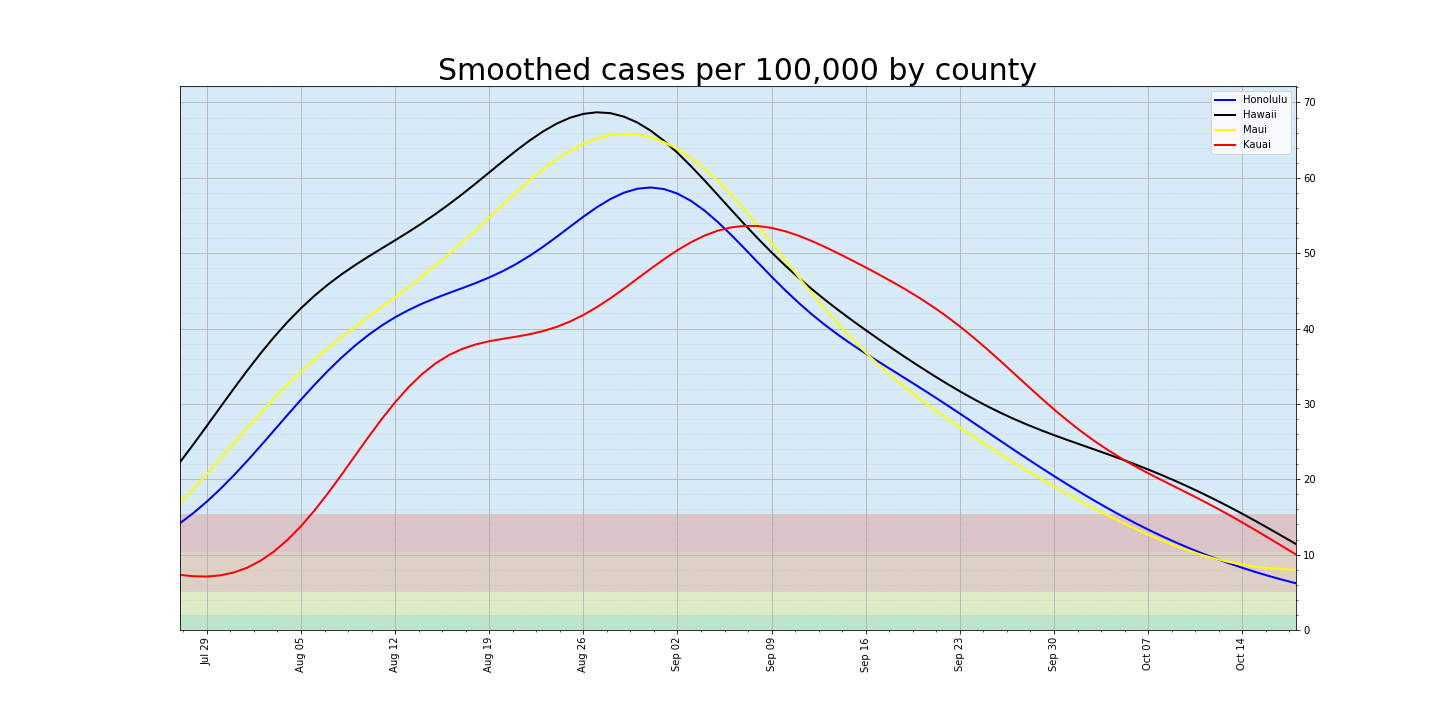 Smoothed cases per 100,000 by county
Honolulu
Hawaii
Maui
Kauai
70
60
50
40
30
20
10
0
Jul 29
Aug 05
Aug 12
Aug 19
Aug 26
Sep 02
Sep 09
Sep 16
Sep 23
Sep 30
Oct 07
Oct 14